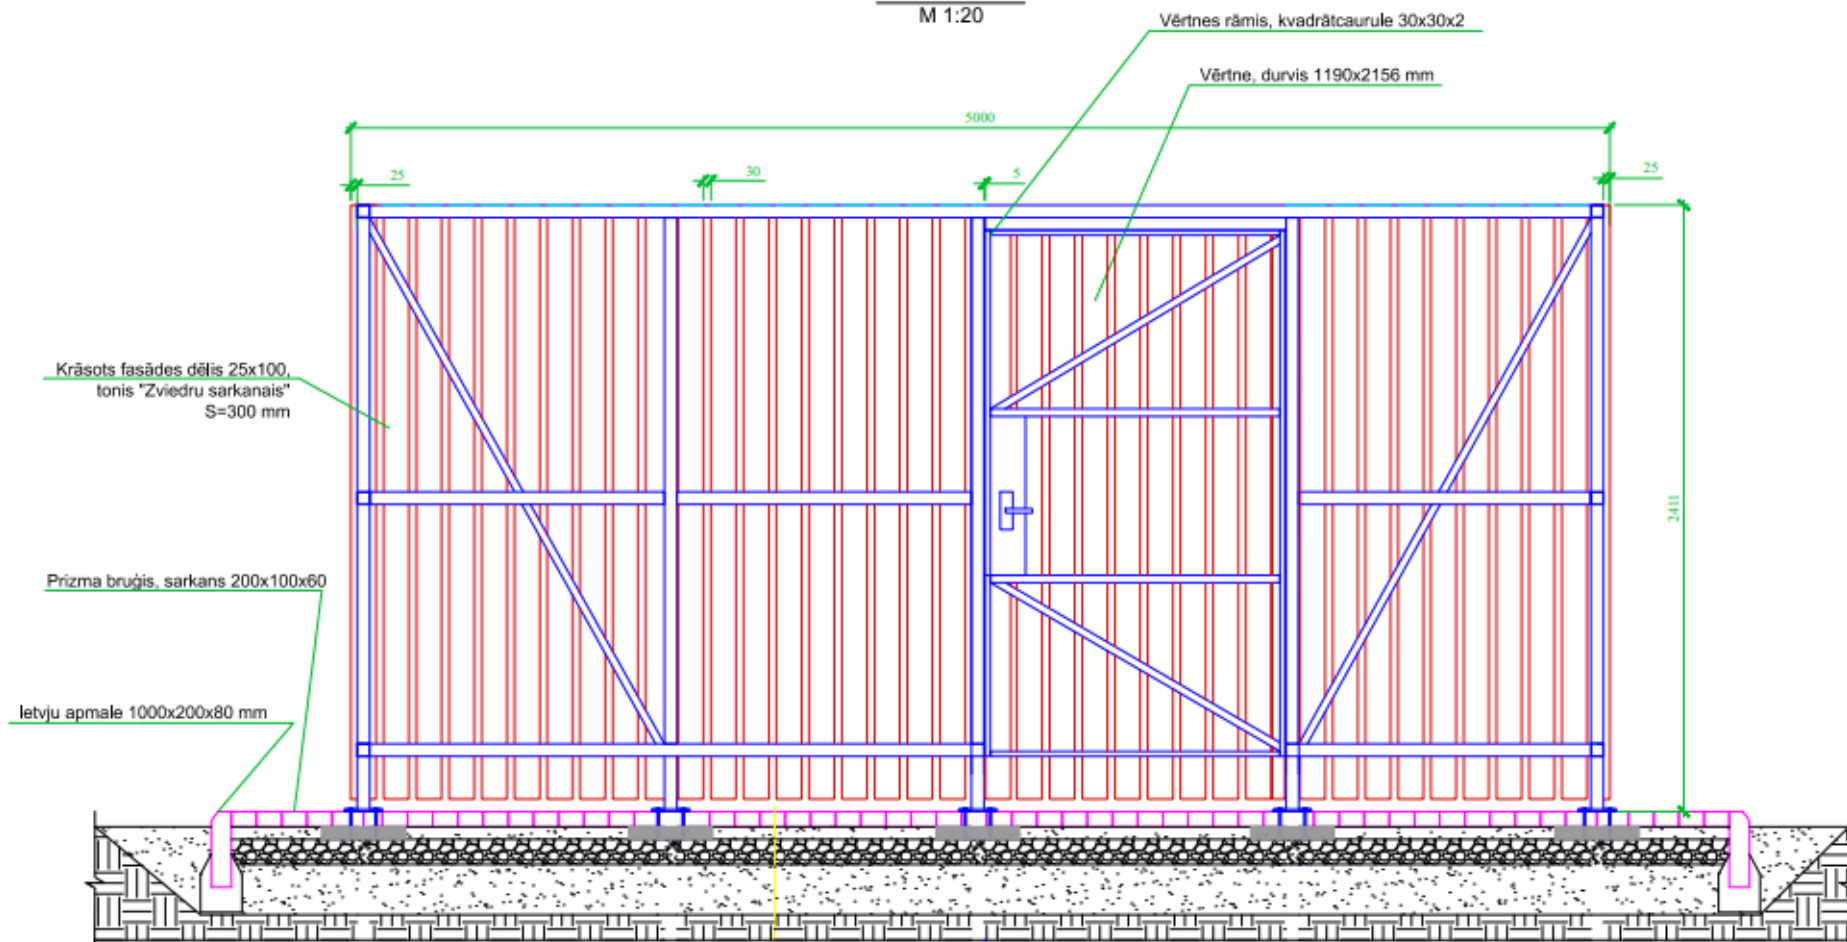 M 1:20
Vērtnes rāmis, kvadrātcaurule 30x30x2
Vērtne, durvis 1190x2156 mm
5000
25
30
5
25
Krāsots fasādes dēlis 25x100,
tonis "Zviedru sarkanais"
S=300 mm
2411
Prizma bruģis, sarkans 200x100x60
Ietvju apmale 1000x200x80 mm